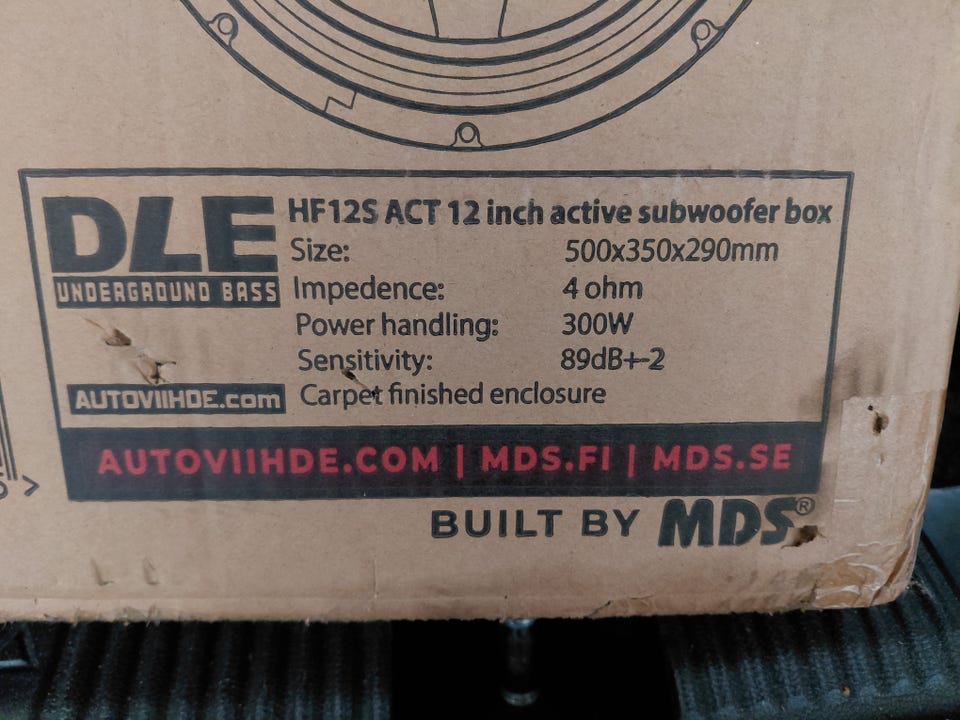 DLE
UNDERGROUND BASS
AUTOVIIHDE.com
HF12S ACT 12 inch active subwoofer box
Size: 500x350x290mm
Impedence: 4 ohm
Power handling: 300W
Sensitivity: 89dB+-2
Carpet finished enclosure
AUTOVIIHDE.COM | MDS.FI | MDS.SE
BUILT BY MDS®
>